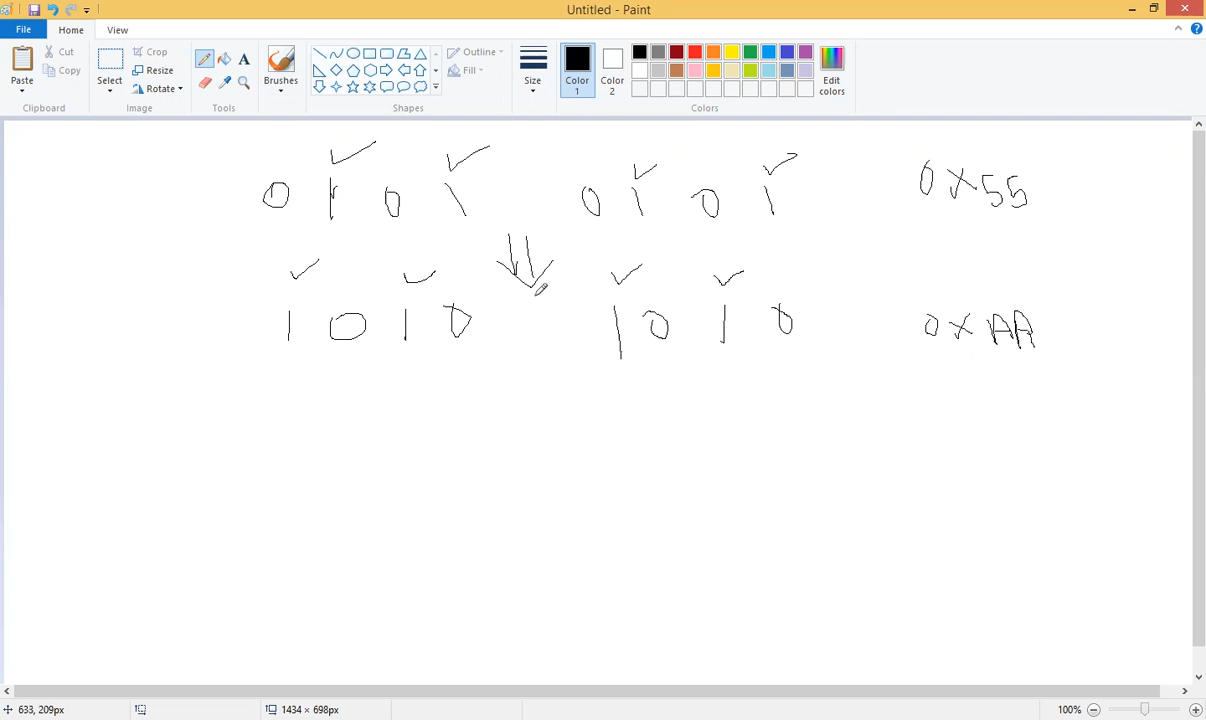 Untitled - Paint
File Home View
Paste Cut Copy Select Crop Resize Rotate A Brushes Outline Fill Size Color 1 Color 2 Edit colors
Clipboard Image Tools Shapes Colors
0 1 0 1 0 1 0 1 0x55
1 0 1 0 1 0 1 0 0xAA
633, 209px 1434 × 698px 100%